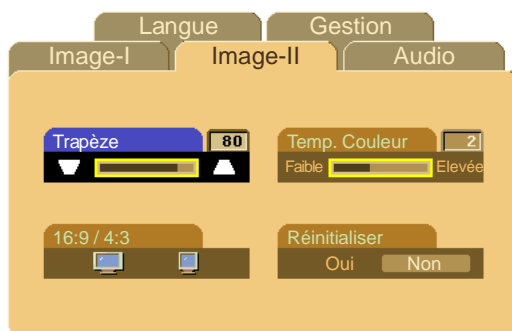 Langue Gestion
Image-I Image-II Audio
Trapèze 80
Temp. Couleur 2
Faible Elevée
16:9 / 4:3
Réinitialiser
Oui Non